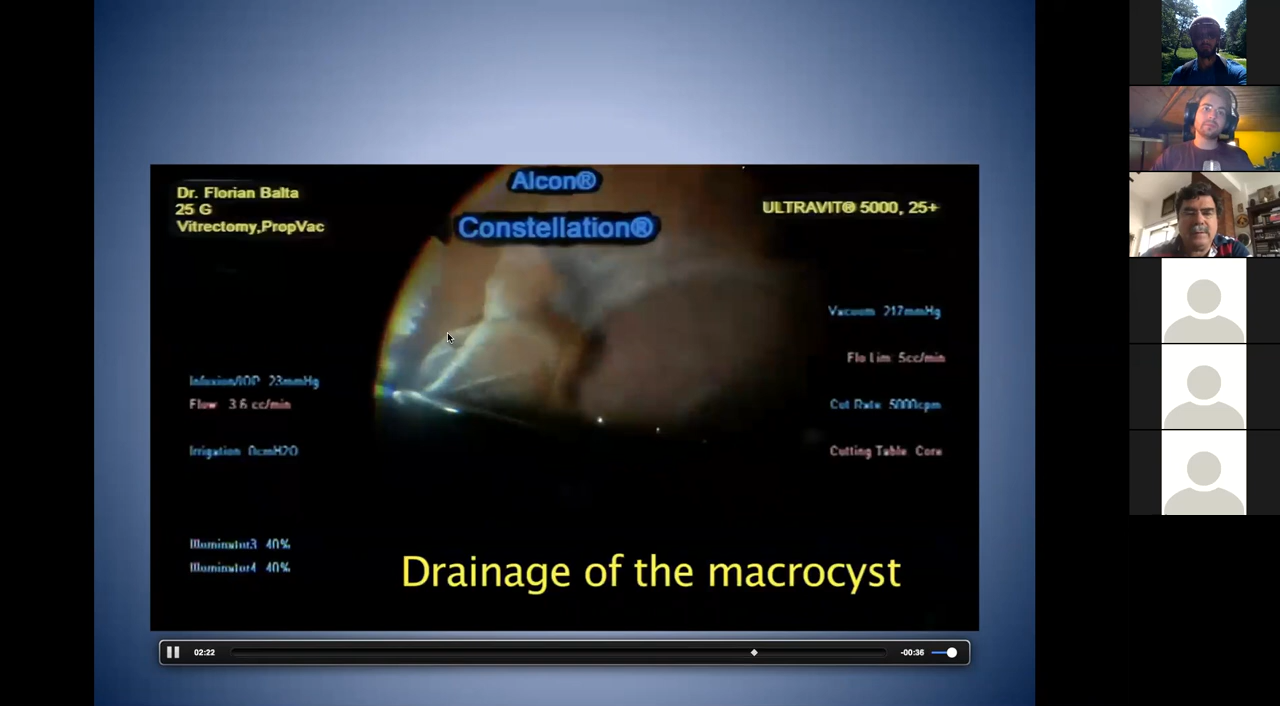 Dr. Florian Balta
25 G
Vitrectomy,PropVac
Alcon®
Constellation®
ULTRAVIT® 5000, 25+
Vacuum 217mmHg
Flo Lim 5cc/min
Cut Rate 5000cpm
Cutting Table Core
Infusion/IOP 23mmHg
Flow 3.6 cc/min
Irrigation 0cmH2O
Illuminator3 40%
Illuminator4 40%
Drainage of the macrocyst
02:22
-00:36